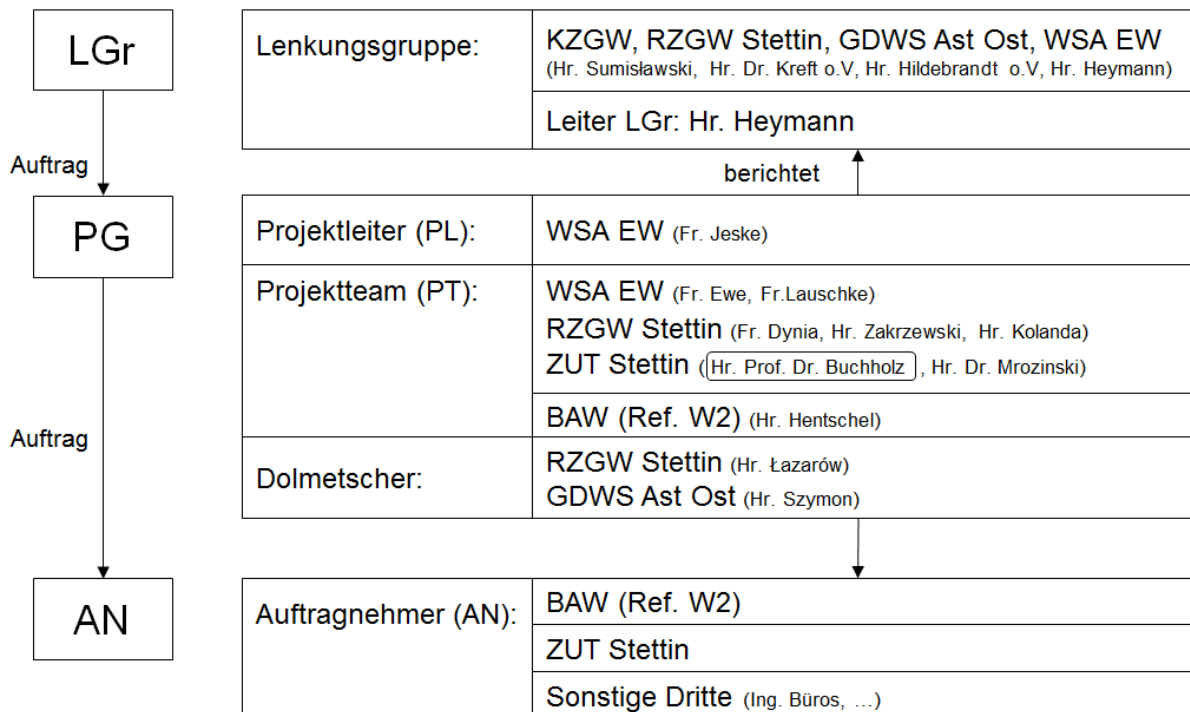 LGr
Lenkungsgruppe:
KZGW, RZGW Stettin, GDWS Ast Ost, WSA EW
(Hr. Sumisławski, Hr. Dr. Kreft o.V, Hr. Hildebrandt o.V, Hr. Heymann)
Leiter LGr: Hr. Heymann
Auftrag
berichtet
PG
Projektleiter (PL):
WSA EW (Fr. Jeske)
Projektteam (PT):
WSA EW (Fr. Ewe, Fr.Lauschke)
RZGW Stettin (Fr. Dynia, Hr. Zakrzewski, Hr. Kolanda)
ZUT Stettin (Hr. Prof. Dr. Buchholz , Hr. Dr. Mrozinski)
BAW (Ref. W2) (Hr. Hentschel)
Auftrag
Dolmetscher:
RZGW Stettin (Hr. Łazarów)
GDWS Ast Ost (Hr. Szymon)
AN
Auftragnehmer (AN):
BAW (Ref. W2)
ZUT Stettin
Sonstige Dritte (Ing. Büros, ...)